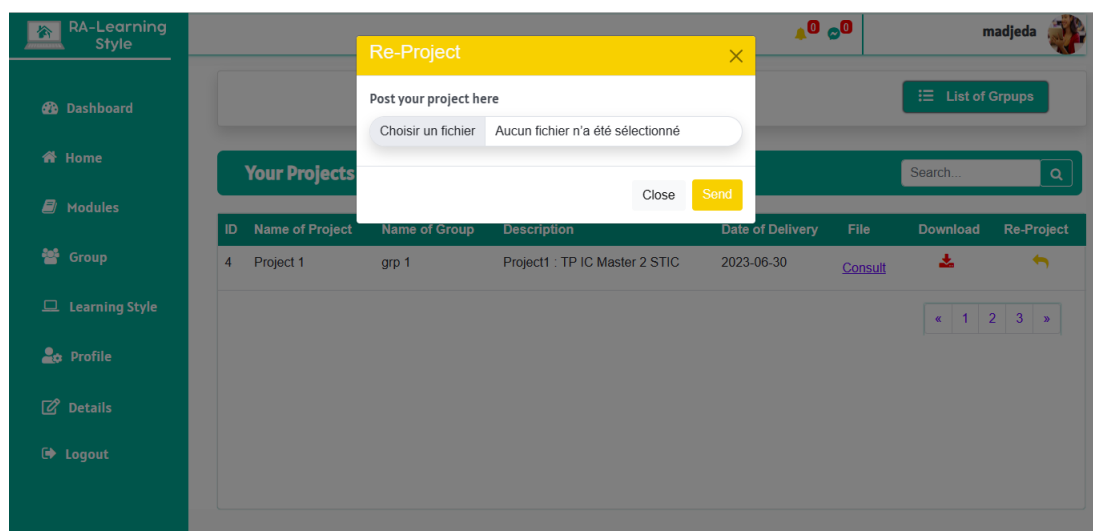 RA-Learning
Style
0 0
madjeda
Dashboard
Home
Modules
Group
Learning Style
Profile
Details
Logout
Re-Project
Post your project here
Choisir un fichier Aucun fichier n'a été sélectionné
Close Send
List of Grpups
Your Projects
Search...
ID Name of Project Name of Group Description Date of Delivery File Download Re-Project
4 Project 1 grp 1 Project1 : TP IC Master 2 STIC 2023-06-30 Consult
« 1 2 3 »